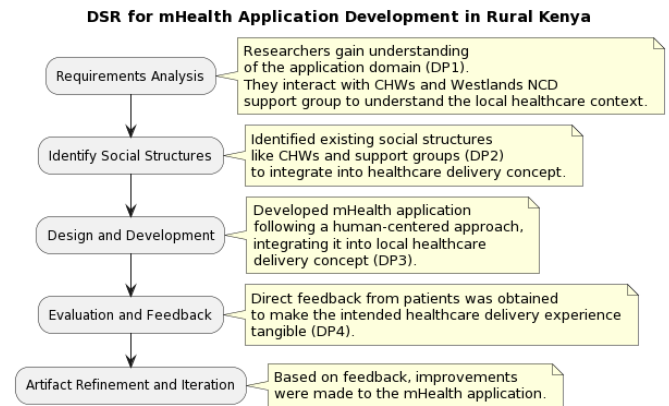 DSR for mHealth Application Development in Rural Kenya
Requirements Analysis
Researchers gain understanding
of the application domain (DP1).
They interact with CHWs and Westlands NCD
support group to understand the local healthcare context.
Identify Social Structures
Identified existing social structures
like CHWs and support groups (DP2)
to integrate into healthcare delivery concept.
Design and Development
Developed mHealth application
following a human-centered approach,
integrating it into local healthcare
delivery concept (DP3).
Evaluation and Feedback
Direct feedback from patients was obtained
to make the intended healthcare delivery experience
tangible (DP4).
Artifact Refinement and Iteration
Based on feedback, improvements
were made to the mHealth application.